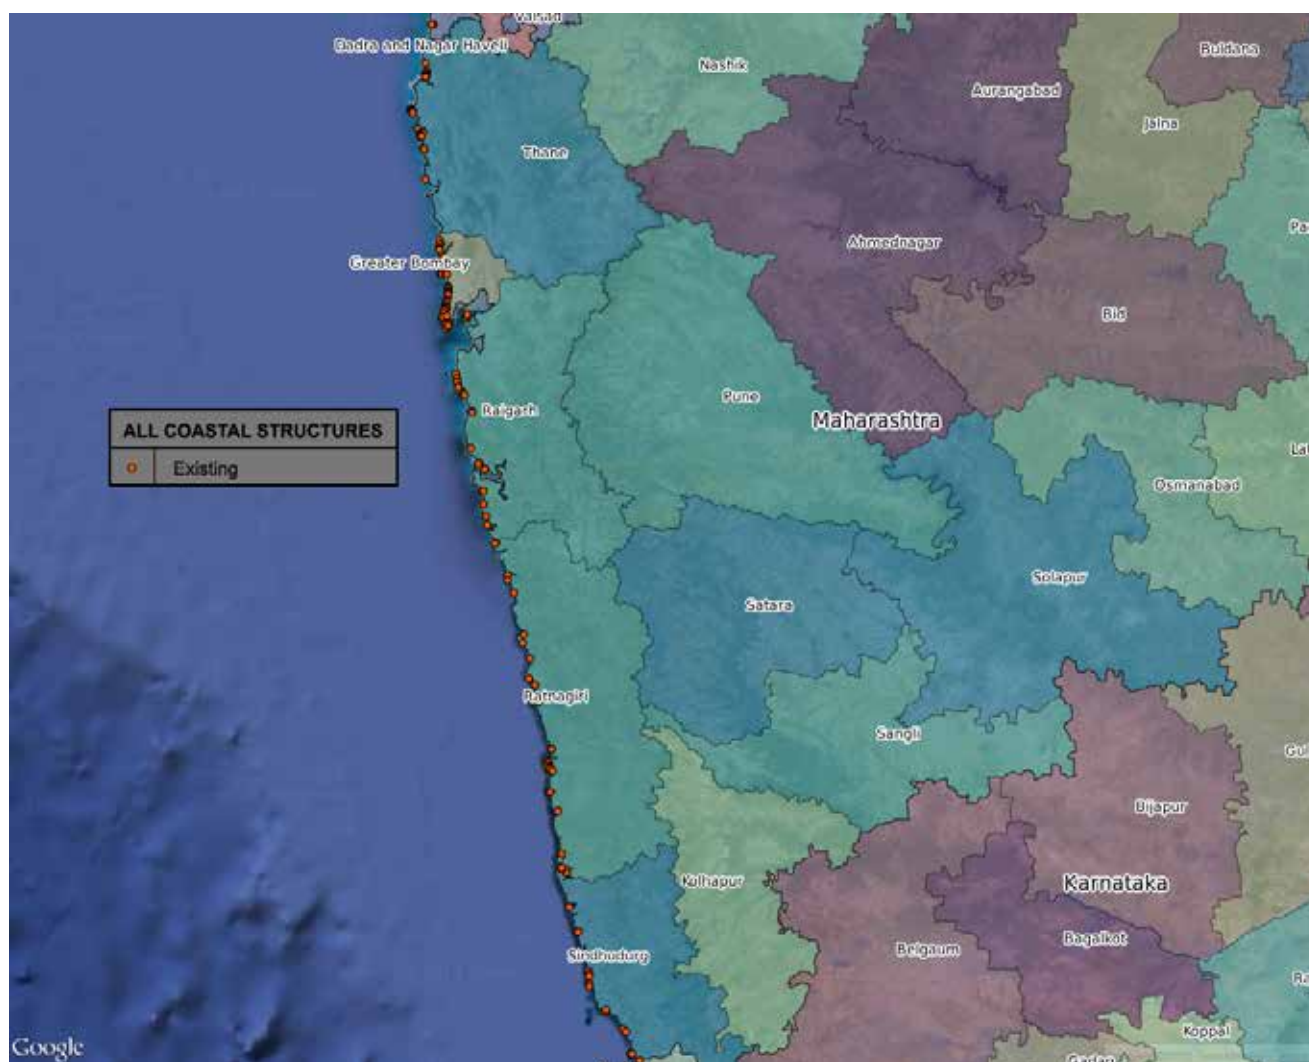 Valsad
Dadra and Nagar Haveli
Buldana
Nashik
Aurangabad
Jalna
Thane
Ahmednagar
Greater Bombay
Bid
Pune
Raigarh
Maharashtra
ALL COASTAL STRUCTURES
Existing
Osmanabad
Solapur
Satara
Ratnagiri
Sangli
Bijapur
Kolhapur
Karnataka
Bagalkot
Belgaum
Sindhudurg
Koppal
Google